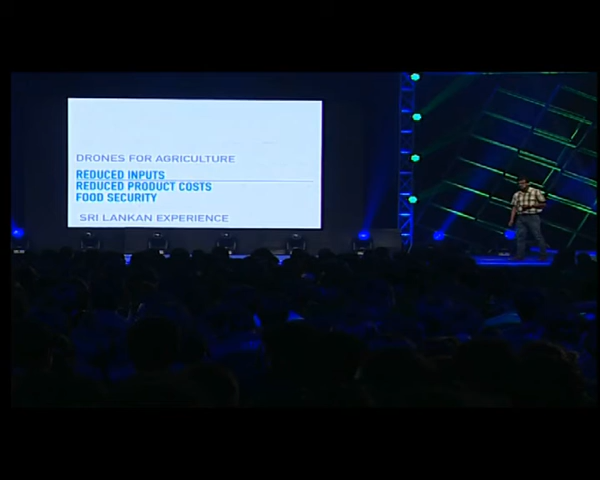 DRONES FOR AGRICULTURE
REDUCED INPUTS
REDUCED PRODUCT COSTS
FOOD SECURITY
SRI LANKAN EXPERIENCE